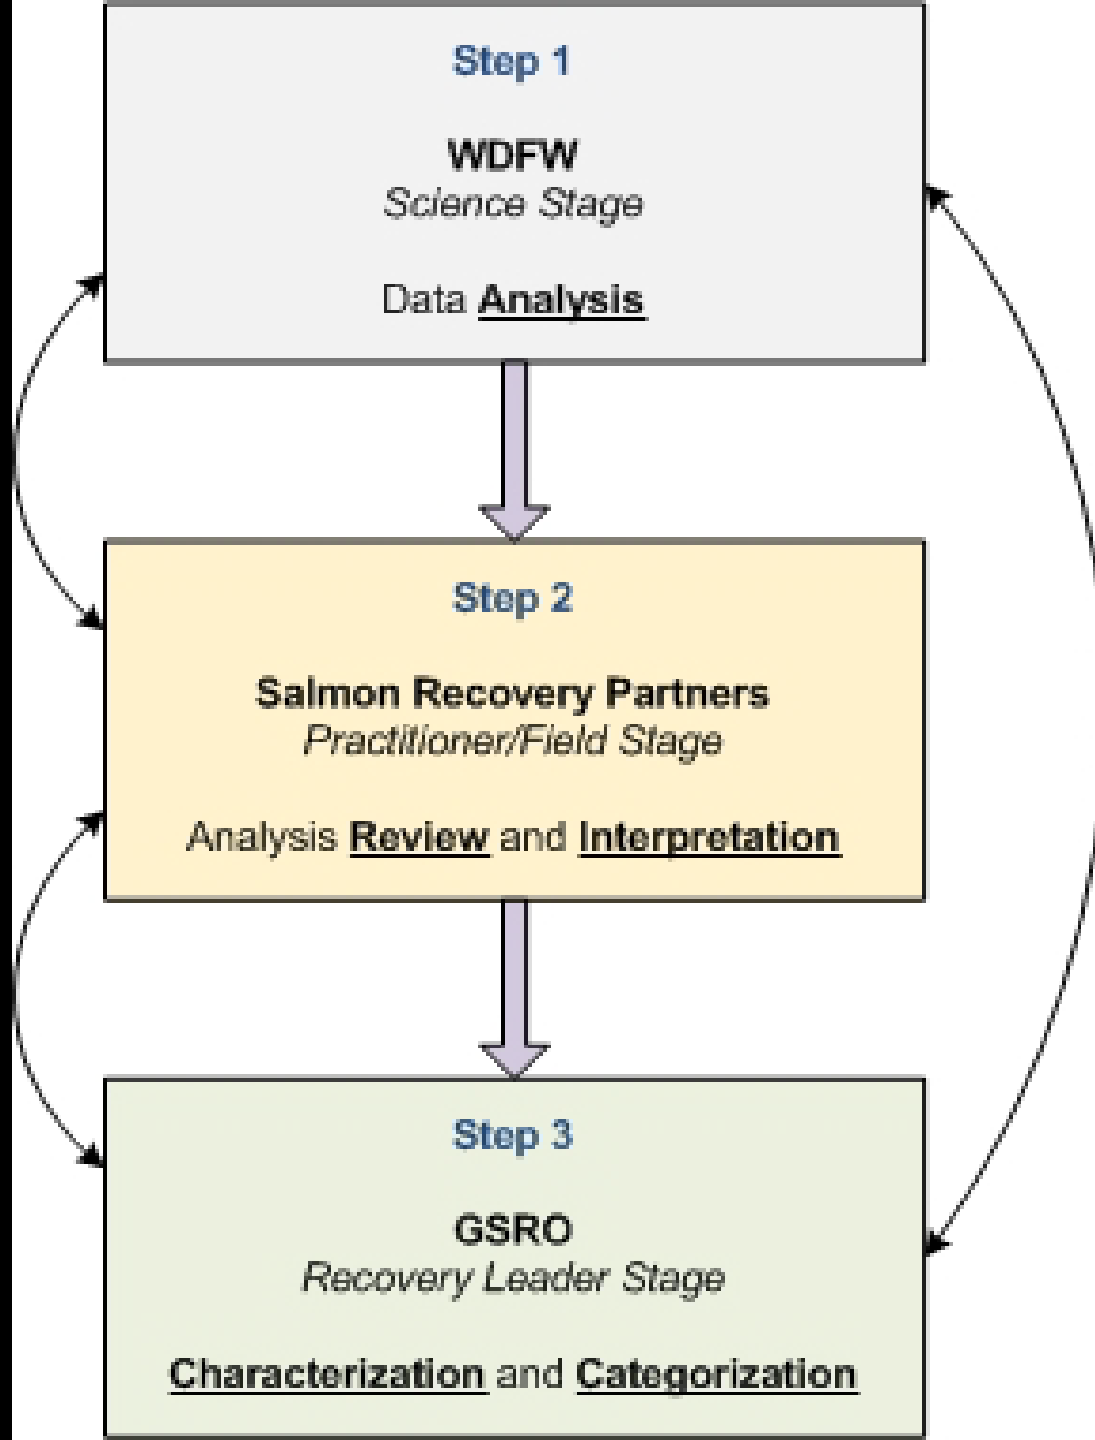 Step 1
WDFW
Science Stage
Data Analysis
Step 2
Salmon Recovery Partners
Practitioner/Field Stage
Analysis Review and Interpretation
Step 3
GSRO
Recovery Leader Stage
Characterization and Categorization